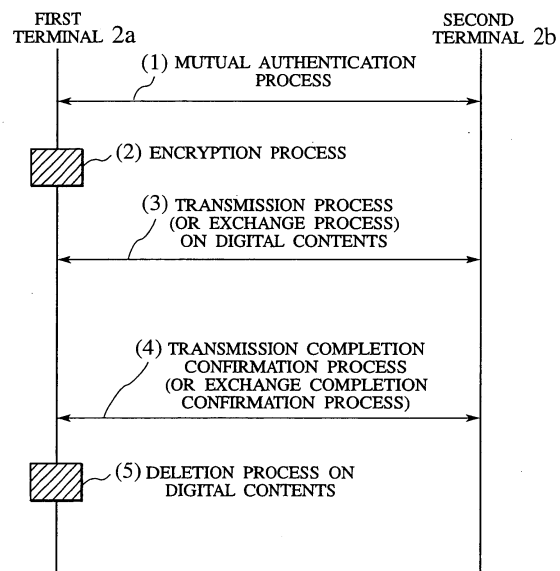 FIRST
TERMINAL 2a
SECOND
TERMINAL 2b
(1) MUTUAL AUTHENTICATION
PROCESS
(2) ENCRYPTION PROCESS
(3) TRANSMISSION PROCESS
(OR EXCHANGE PROCESS)
ON DIGITAL CONTENTS
(4) TRANSMISSION COMPLETION
CONFIRMATION PROCESS
(OR EXCHANGE COMPLETION
CONFIRMATION PROCESS)
(5) DELETION PROCESS ON
DIGITAL CONTENTS